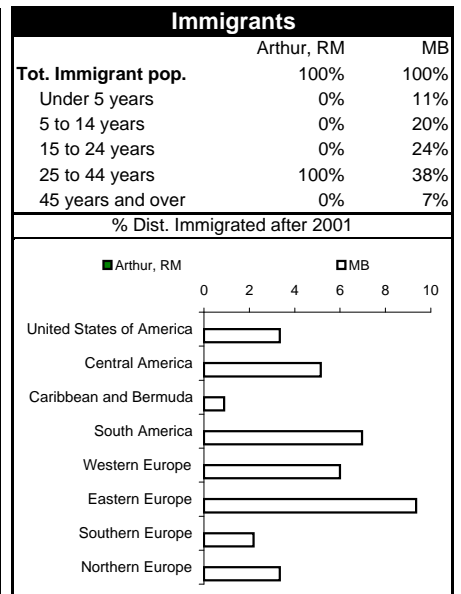 Immigrants
Arthur, RM MB
Tot. Immigrant pop. 100% 100%
Under 5 years 0% 11%
5 to 14 years 0% 20%
15 to 24 years 0% 24%
25 to 44 years 100% 38%
45 years and over 0% 7%
% Dist. Immigrated after 2001
Arthur, RM MB
0 2 4 6 8 10
United States of America
Central America
Caribbean and Bermuda
South America
Western Europe
Eastern Europe
Southern Europe
Northern Europe